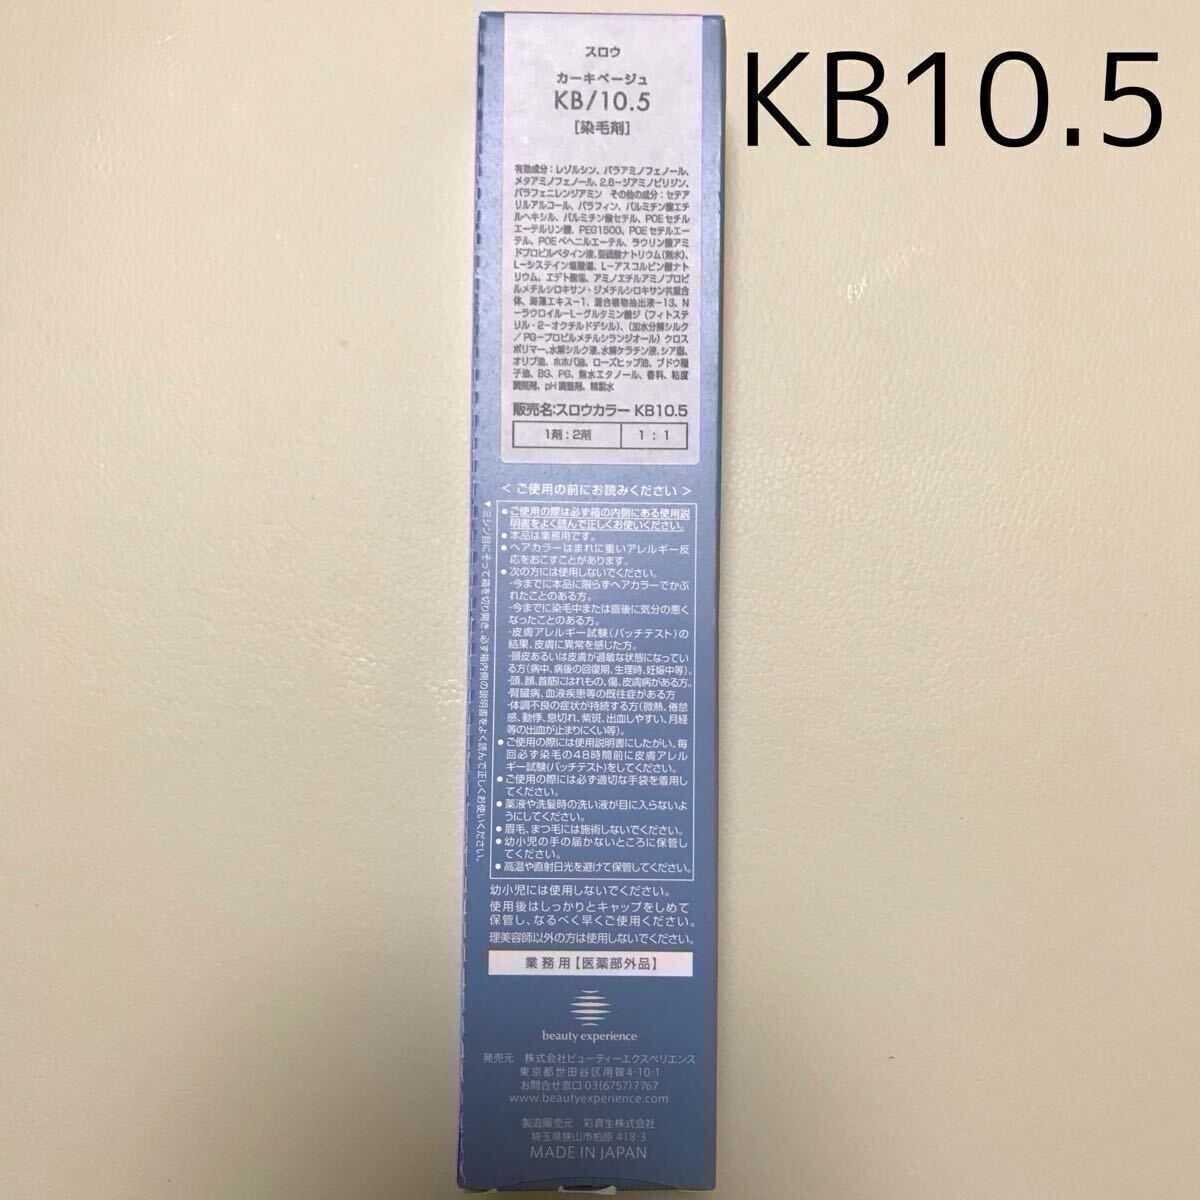 KB10.5
スロウ
カーキベージュ
KB/10.5
[染毛剤]
有効成分：レゾルシン、パラアミノフェノール、
メタアミノフェノール、2,6-ジアミノピリジン、
パラフェニレンジアミン その他の成分：セテア
リルアルコール、パラフィン、パルミチン酸エチ
ルヘキシル、パルミチン酸セチル、POEセチル
エーテルリン酸、PEG1500、POEセチルエー
テル、POEベヘニルエーテル、ラウリン酸アミ
ドプロピルベタイン液、亜硫酸ナトリウム(無水)、
L-システイン塩酸塩、L-アスコルビン酸ナト
リウム、エデト酸塩、アミノエチルアミノプロピ
ルメチルシロキサン・ジメチルシロキサン共重合
体、海藻エキス-1、混合植物抽出液-13、N
-ラウロイル-L-グルタミン酸ジ(フィトステ
リル・2-オクチルドデシル)、(加水分解シルク
/PG-プロピルメチルシランジオール)クロス
ポリマー、水解シルク液、水解ケラチン液、シア脂、
オリブ油、ホホバ油、ローズヒップ油、ブドウ種
子油、BG、PG、無水エタノール、香料、粘度
調整剤、pH調整剤、精製水
販売名:スロウカラー KB10.5
1剤：2剤 1：1
＜ご使用の前にお読みください＞
●ご使用の際は必ず箱の内側にある使用説
明書をよく読んで正しくお使いください。
●本品は業務用です。
●ヘアカラーはまれに重いアレルギー反
応をおこすことがあります。
●次の方には使用しないでください。
・今までに本品に限らずヘアカラーでかぶ
れたことのある方。
・今までに染毛中または直後に気分の悪く
なったことのある方。
・皮膚アレルギー試験(パッチテスト)の
結果、皮膚に異常を感じた方。
・頭皮あるいは皮膚が過敏な状態になってい
る方(病中、病後の回復期、生理時、妊娠中等)。
・頭、顔、首筋にはれもの、傷、皮膚病がある方。
・腎臓病、血液疾患等の既往症がある方
・体調不良の症状が持続する方(微熱、倦怠
感、動悸、息切れ、紫斑、出血しやすい、月経
等の出血が止まりにくい等)。
●ご使用の際には使用説明書にしたがい、毎
回必ず染毛の48時間前に皮膚アレル
ギー試験(パッチテスト)をしてください。
●ご使用の際には必ず適切な手袋を着用し
てください。
●薬液や洗髪時の洗い液が目に入らないよ
うにしてください。
●眉毛、まつ毛には施術しないでください。
●幼小児の手の届かないところに保管し
てください。
●高温や直射日光を避けて保管してください。
▼ミシン目にそって箱を切り開き、必ず箱内側の説明書をよく読んで正しくお使いください。
幼小児には使用しないでください。
使用後はしっかりとキャップをしめて
保管し、なるべく早くご使用ください。
理美容師以外の方は使用しないでください。
業務用【医薬部外品】
beauty experience
発売元 株式会社ビューティーエクスペリエンス
東京都世田谷区用賀4-10-1
お問合せ窓口 03(6757)7767
www.beautyexperience.com
製造販売元 彩資生株式会社
埼玉県狭山市柏原 418-3
MADE IN JAPAN